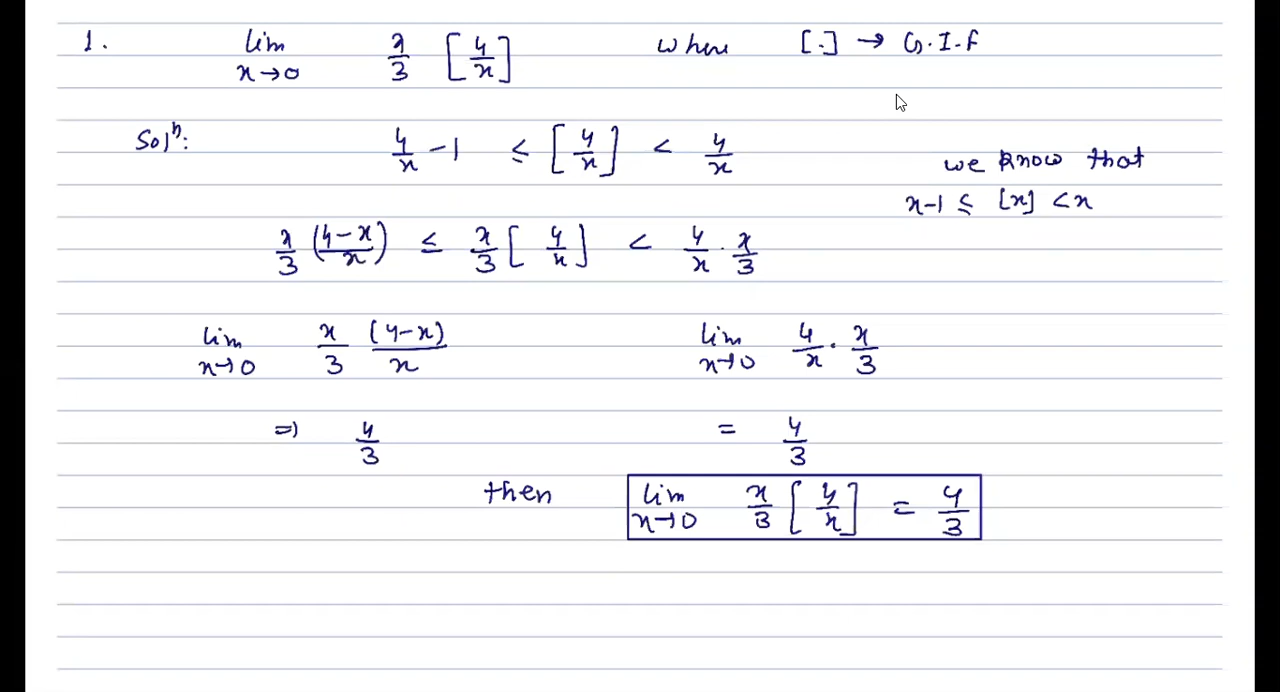 1. lim x→0 x/3 [4/x] where [.] → G.I.F
Solⁿ: 4/x - 1 ≤ [4/x] < 4/x
we know that
x-1 ≤ [x] < x
x/3 (4-x/x) ≤ x/3 [4/x] < 4/x . x/3
lim x→0 x/3 (4-x)/x lim x→0 4/x . x/3
=) 4/3 = 4/3
then lim x→0 x/3 [4/x] = 4/3